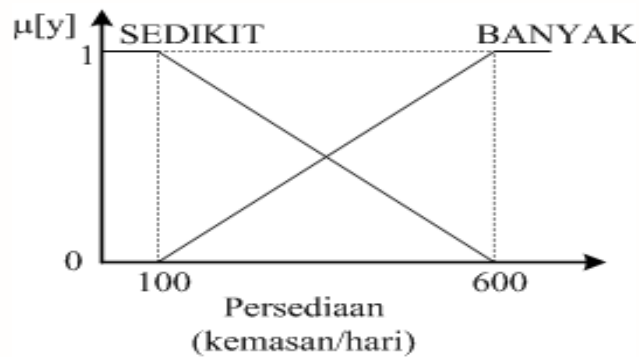 μ[y]
SEDIKIT BANYAK
1
0
100 600
Persediaan
(kemasan/hari)